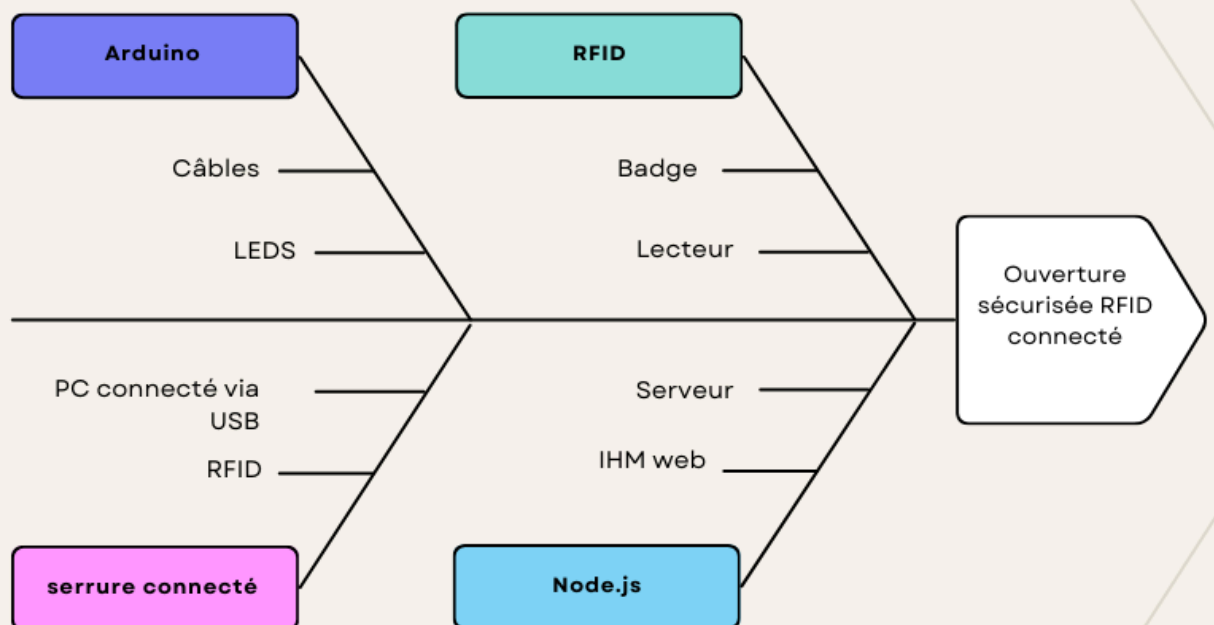 Arduino
RFID
Câbles
Badge
LEDS
Lecteur
Ouverture
sécurisée RFID
connecté
PC connecté via
USB
Serveur
RFID
IHM web
serrure connecté
Node.js